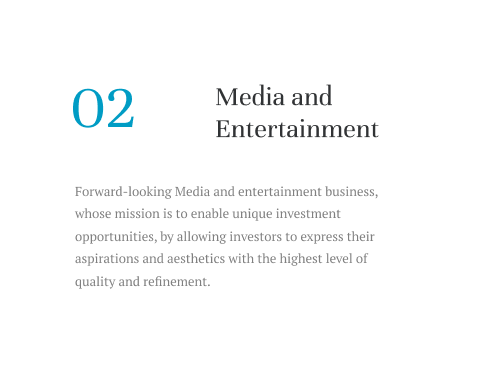 02
Media and
Entertainment
Forward-looking Media and entertainment business,
whose mission is to enable unique investment
opportunities, by allowing investors to express their
aspirations and aesthetics with the highest level of
quality and refinement.